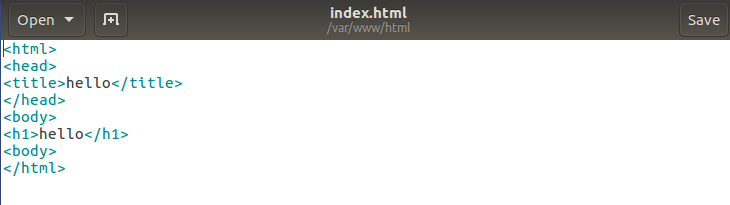 Open index.html Save
/var/www/html
<html>
<head>
<title>hello</title>
</head>
<body>
<h1>hello</h1>
<body>
</html>